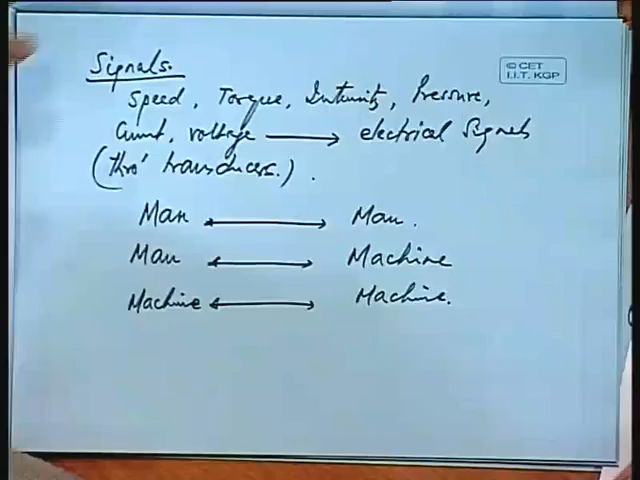 Signals.
© CET
I.I.T. KGP
Speed, Torque, Intensity, Pressure,
Current, voltage ⟶ electrical signals
(thro' transducers.).
Man ⟷ Man.
Man ⟷ Machine
Machine ⟷ Machine.